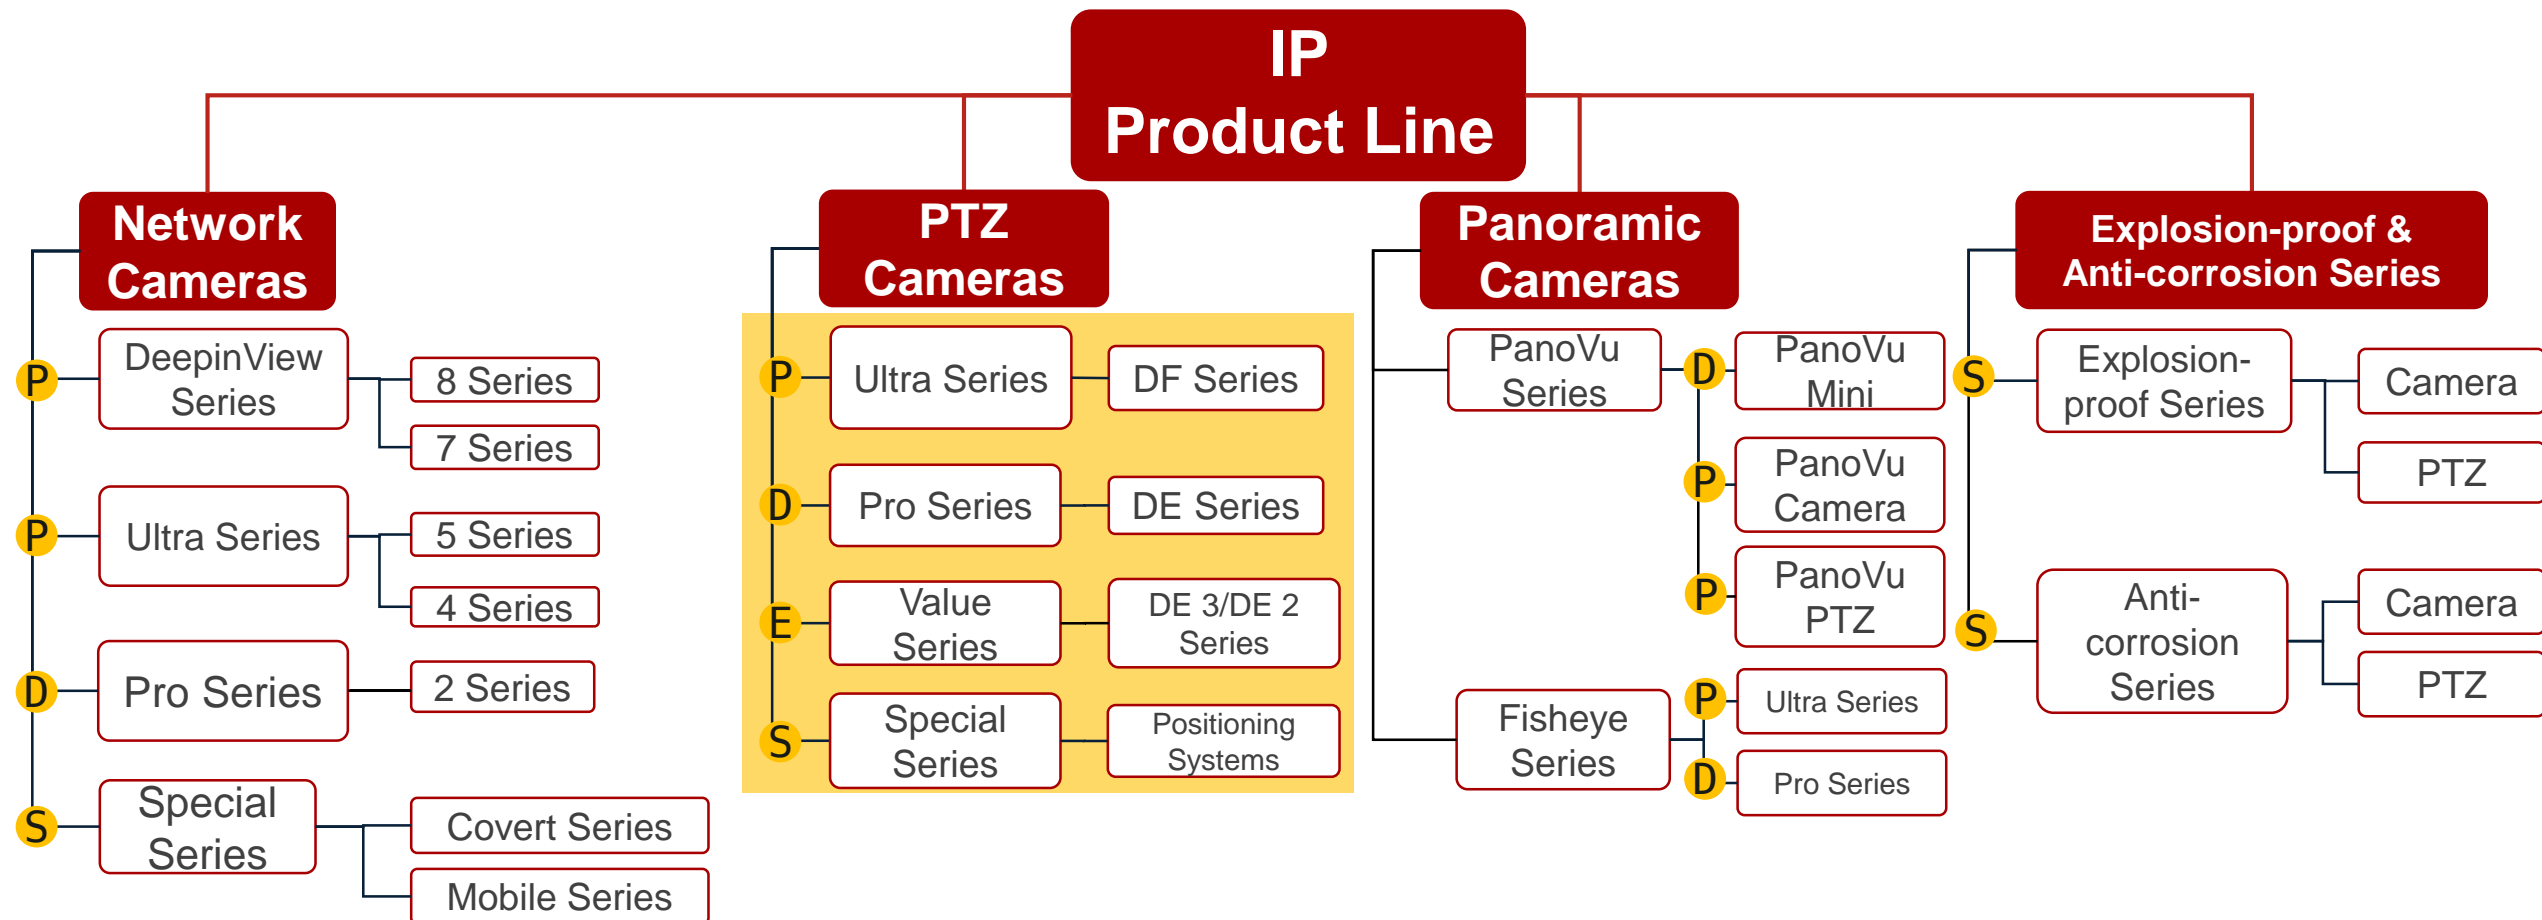 IP
Product Line
Network
Cameras
P
DeepinView
Series
8 Series
7 Series
P
Ultra Series
5 Series
4 Series
D
Pro Series
2 Series
S
Special
Series
Covert Series
Mobile Series
PTZ
Cameras
P
Ultra Series
DF Series
D
Pro Series
DE Series
E
Value
Series
DE 3/DE 2
Series
S
Special
Series
Positioning
Systems
Panoramic
Cameras
PanoVu
Series
D
PanoVu
Mini
P
PanoVu
Camera
P
PanoVu
PTZ
Fisheye
Series
P
Ultra Series
D
Pro Series
Explosion-proof &
Anti-corrosion Series
S
Explosion-
proof Series
Camera
PTZ
S
Anti-
corrosion
Series
Camera
PTZ